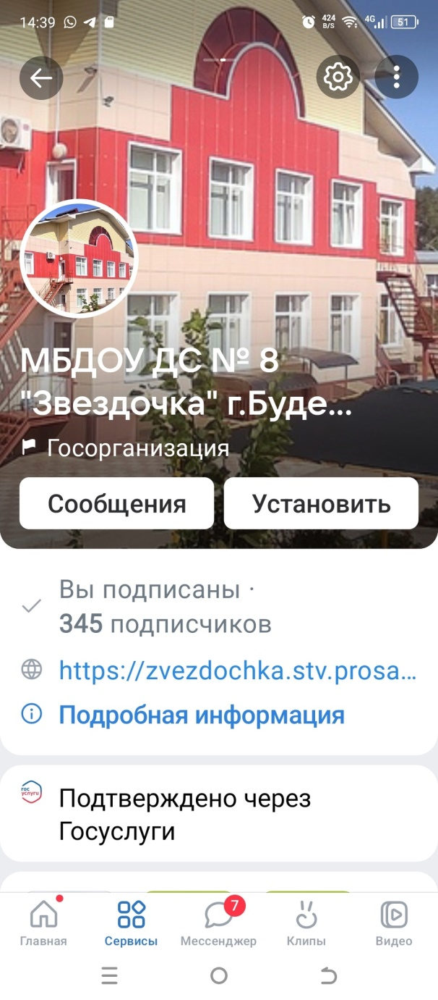 14:39 424 B/S 4G 51
МБДОУ ДС № 8
"Звездочка" г.Буде...
Госорганизация
Сообщения Установить
Вы подписаны ·
345 подписчиков
https://zvezdochka.stv.prosa...
Подробная информация
гос услуги
Подтверждено через
Госуслуги
7
Главная Сервисы Мессенджер Клипы Видео